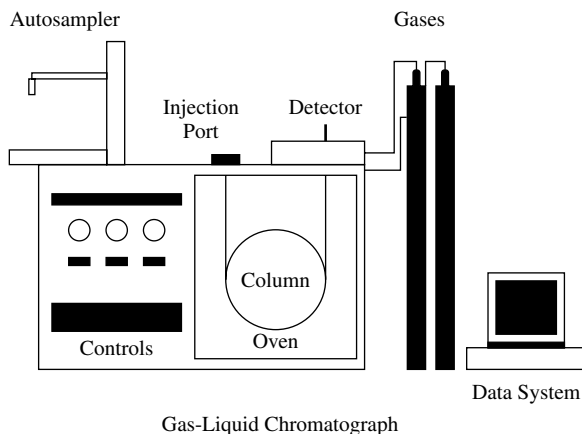 Autosampler
Gases
Injection
Port
Detector
Column
Oven
Controls
Data System
Gas-Liquid Chromatograph